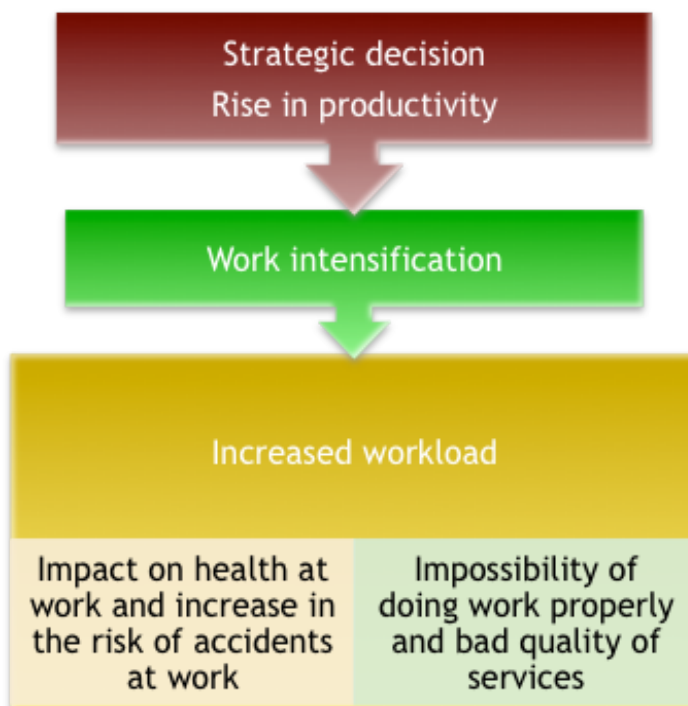 Strategic decision
Rise in productivity
Work intensification
Increased workload
Impact on health at
work and increase in
the risk of accidents
at work
Impossibility of
doing work properly
and bad quality of
services